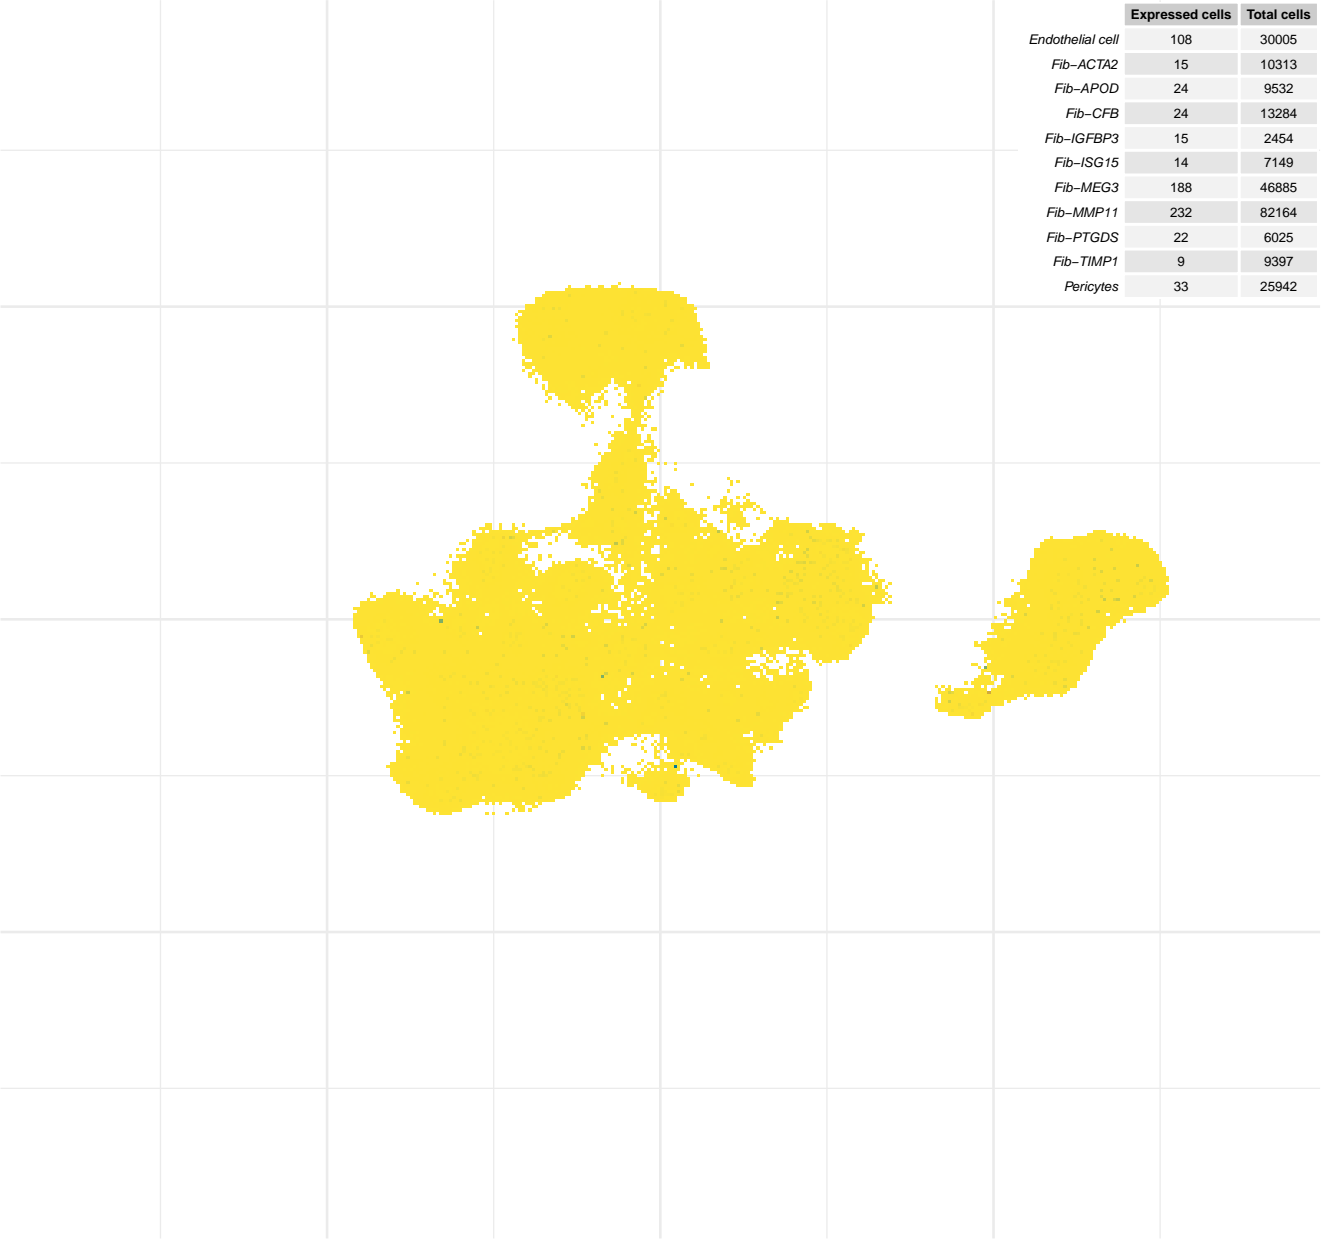 Expressed cells Total cells
Endothelial cell 108 30005
Fib−ACTA2 15 10313
Fib−APOD 24 9532
Fib−CFB 24 13284
Fib−IGFBP3 15 2454
Fib−ISG15 14 7149
Fib−MEG3 188 46885
Fib−MMP11 232 82164
Fib−PTGDS 22 6025
Fib−TIMP1 9 9397
Pericytes 33 25942